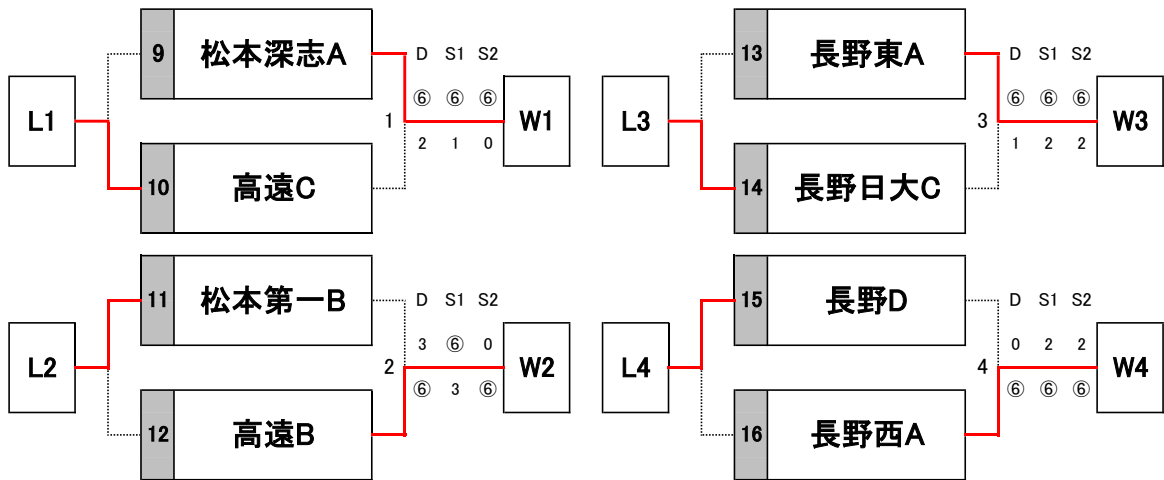 9 松本深志A D S1 S2
L1 1 ⑥ ⑥ ⑥ W1
2 1 0
10 高遠C
13 長野東A D S1 S2
L3 3 ⑥ ⑥ ⑥ W3
1 2 2
14 長野日大C
11 松本第一B D S1 S2
L2 2 3 ⑥ 0 W2
⑥ 3 ⑥
12 高遠B
15 長野D D S1 S2
L4 4 0 2 2 W4
⑥ ⑥ ⑥
16 長野西A